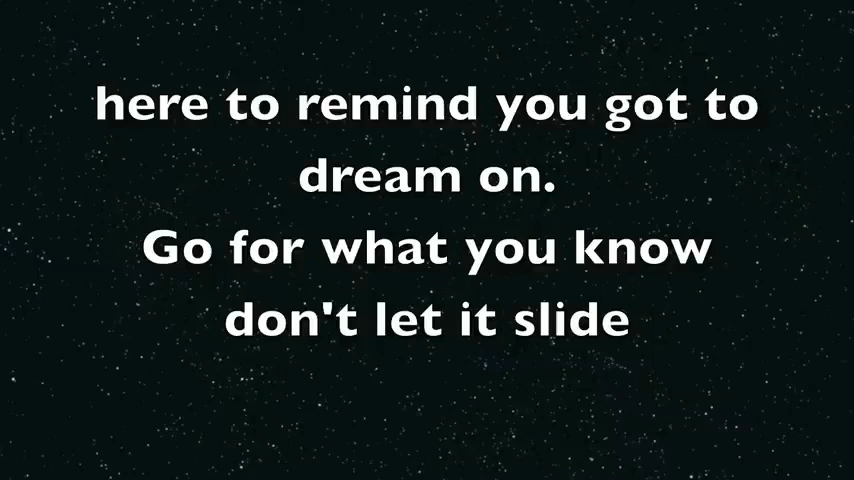 here to remind you got to
dream on.
Go for what you know
don't let it slide